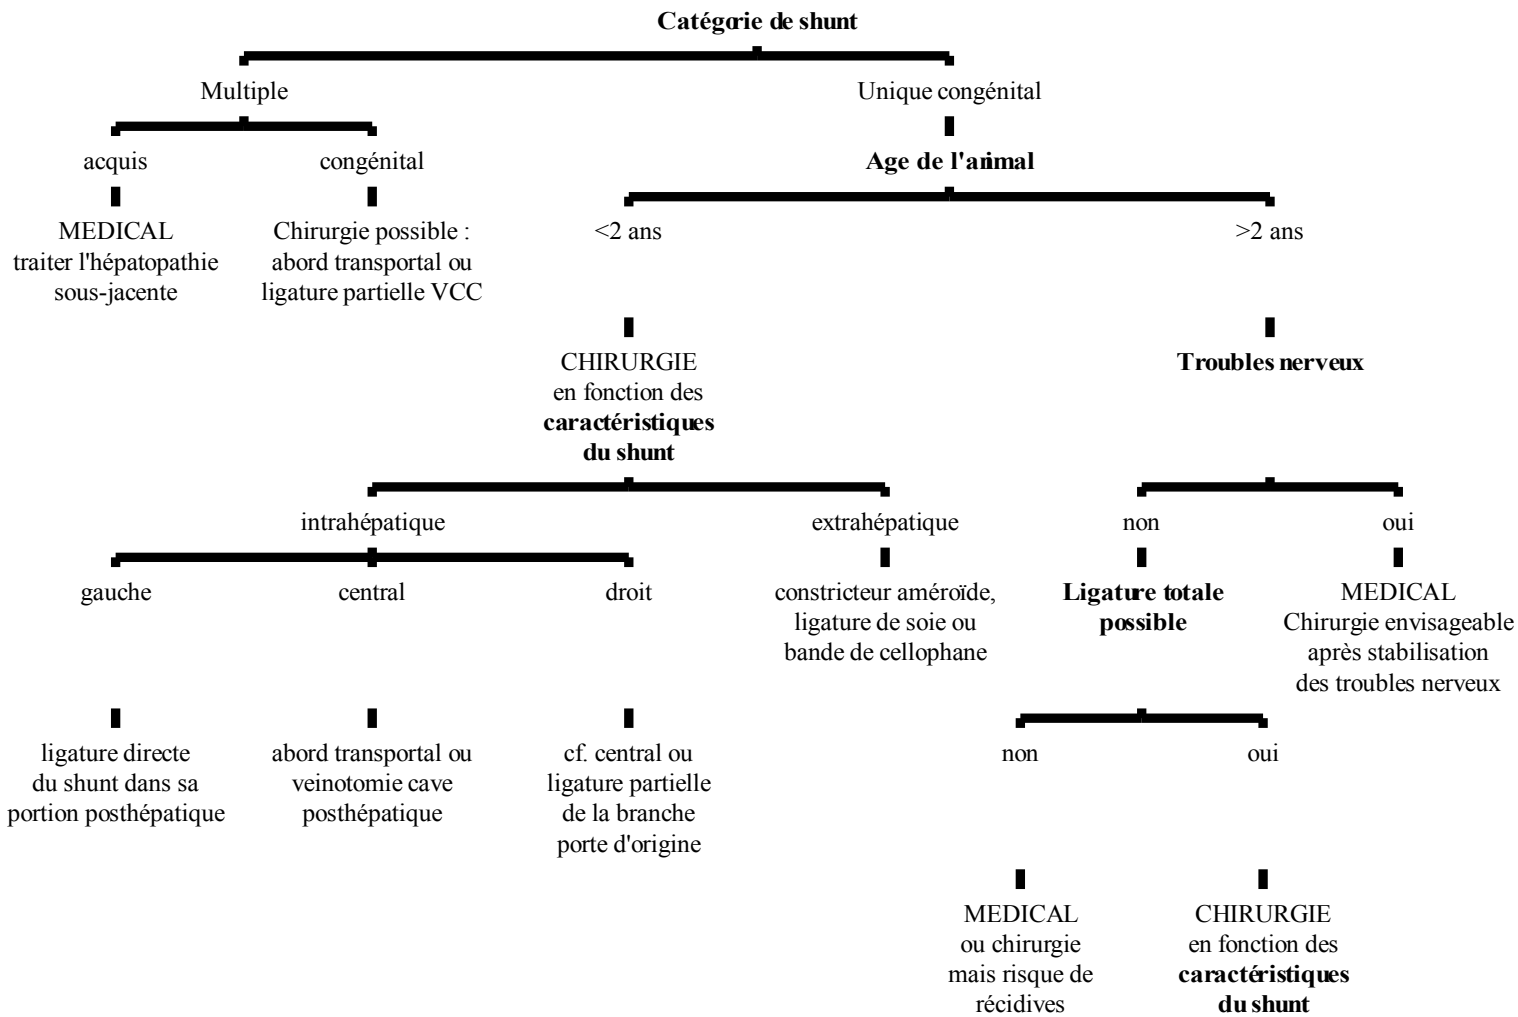 Catégorie de shunt
Multiple
Unique congénital
acquis
congénital
Age de l'animal
MEDICAL
traiter l'hépatopathie
sous-jacente
Chirurgie possible :
abord transportal ou
ligature partielle VCC
<2 ans
>2 ans
CHIRURGIE
en fonction des
caractéristiques
du shunt
Troubles nerveux
intrahépatique
extrahépatique
non
oui
gauche
central
droit
constricteur améroïde,
ligature de soie ou
bande de cellophane
Ligature totale
possible
MEDICAL
Chirurgie envisageable
après stabilisation
des troubles nerveux
ligature directe
du shunt dans sa
portion posthépatique
abord transportal ou
veinotomie cave
posthépatique
cf. central ou
ligature partielle
de la branche
porte d'origine
non
oui
MEDICAL
ou chirurgie
mais risque de
récidives
CHIRURGIE
en fonction des
caractéristiques
du shunt